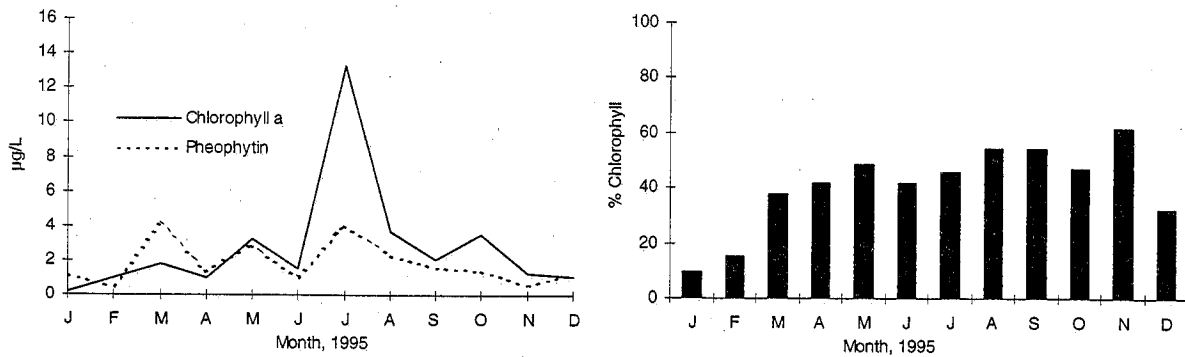 16
14
12
10
8
6
4
2
0
µg/L
Chlorophyll a
Pheophytin
J F M A M J J A S O N D
Month, 1995
100
80
60
40
20
0
% Chlorophyll
J F M A M J J A S O N D
Month, 1995